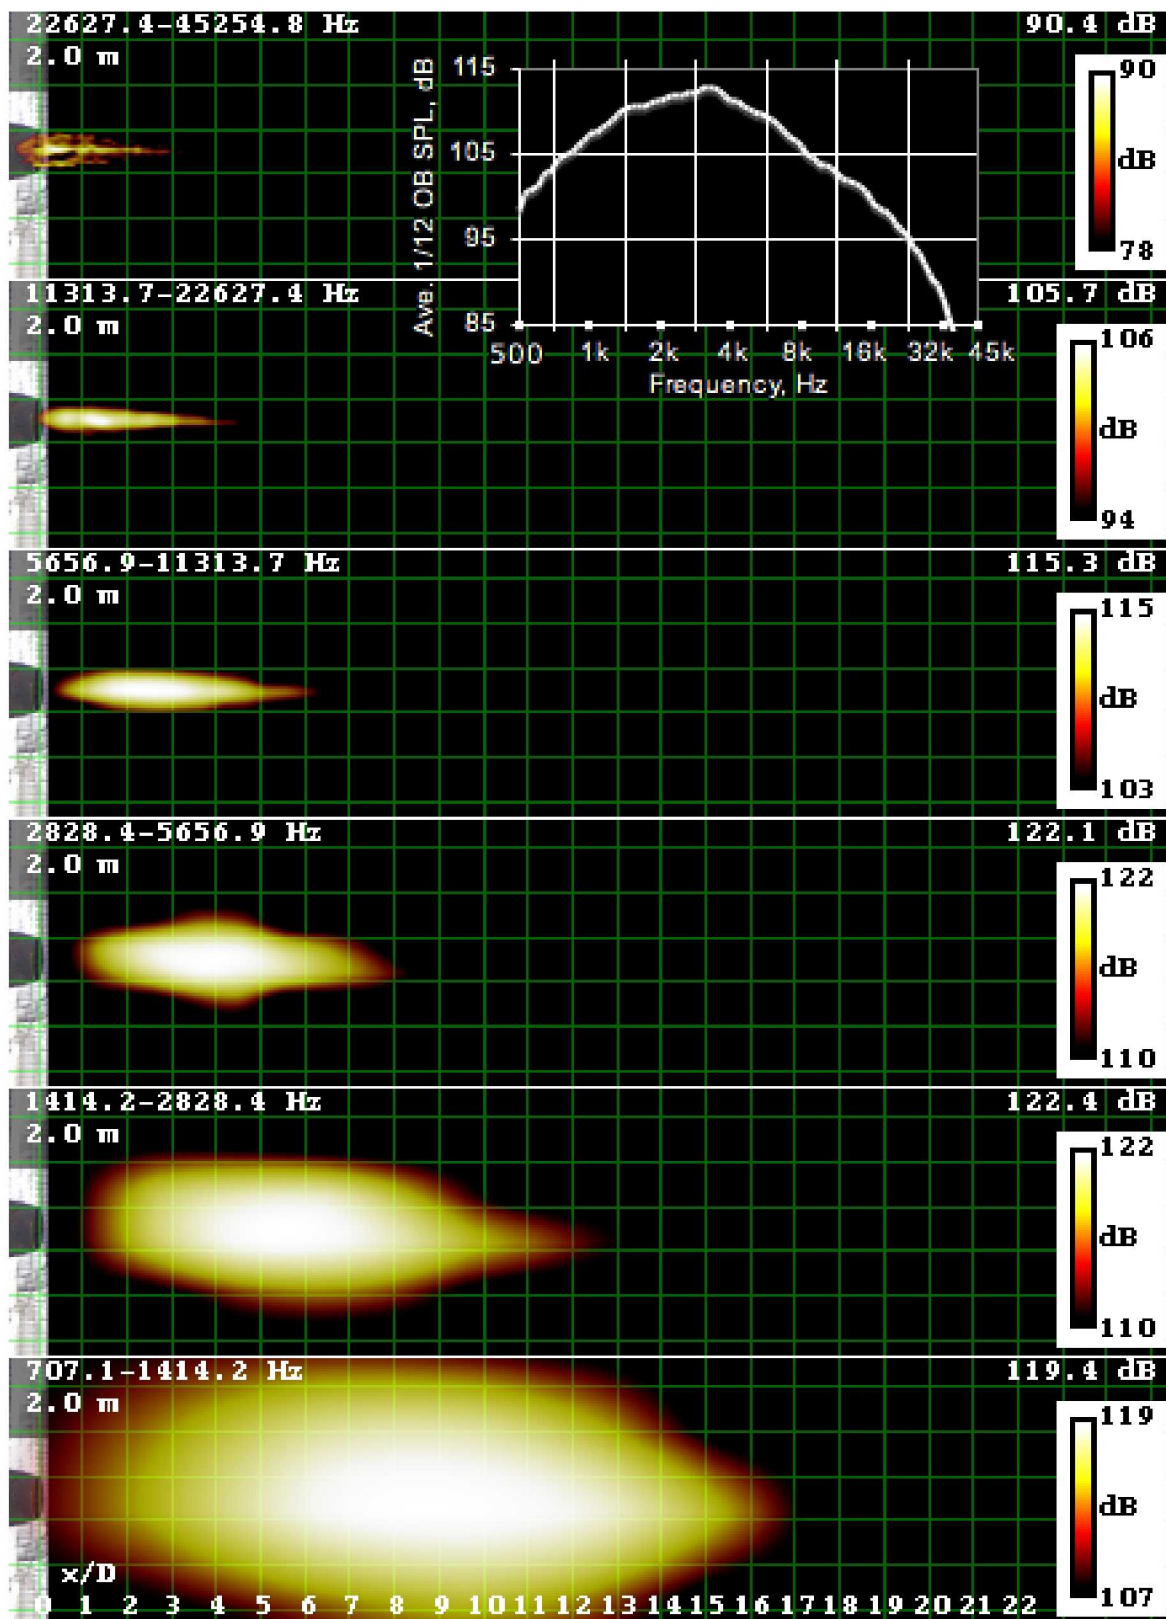 22627.4-45254.8 Hz 90.4 dB
2.0 m
90
dB
78
Ave. 1/12 OB SPL, dB
115
105
95
85
500 1k 2k 4k 8k 16k 32k 45k
Frequency, Hz
11313.7-22627.4 Hz 105.7 dB
2.0 m
106
dB
94
5656.9-11313.7 Hz 115.3 dB
2.0 m
115
dB
103
2828.4-5656.9 Hz 122.1 dB
2.0 m
122
dB
110
1414.2-2828.4 Hz 122.4 dB
2.0 m
122
dB
110
707.1-1414.2 Hz 119.4 dB
2.0 m
119
dB
107
x/D
0 1 2 3 4 5 6 7 8 9 10 11 12 13 14 15 16 17 18 19 20 21 22